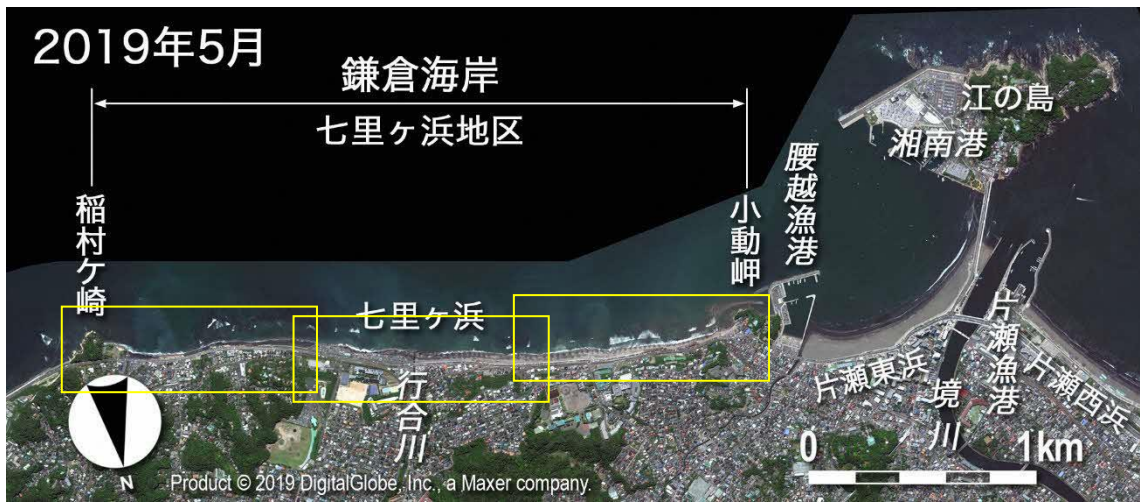 2019年5月
鎌倉海岸
七里ヶ浜地区
稲村ケ崎
小動岬
腰越漁港
江の島
湘南港
七里ヶ浜
行合川
片瀬東浜
境川
片瀬漁港
片瀬西浜
0 1km
N
Product © 2019 DigitalGlobe, Inc., a Maxer company.